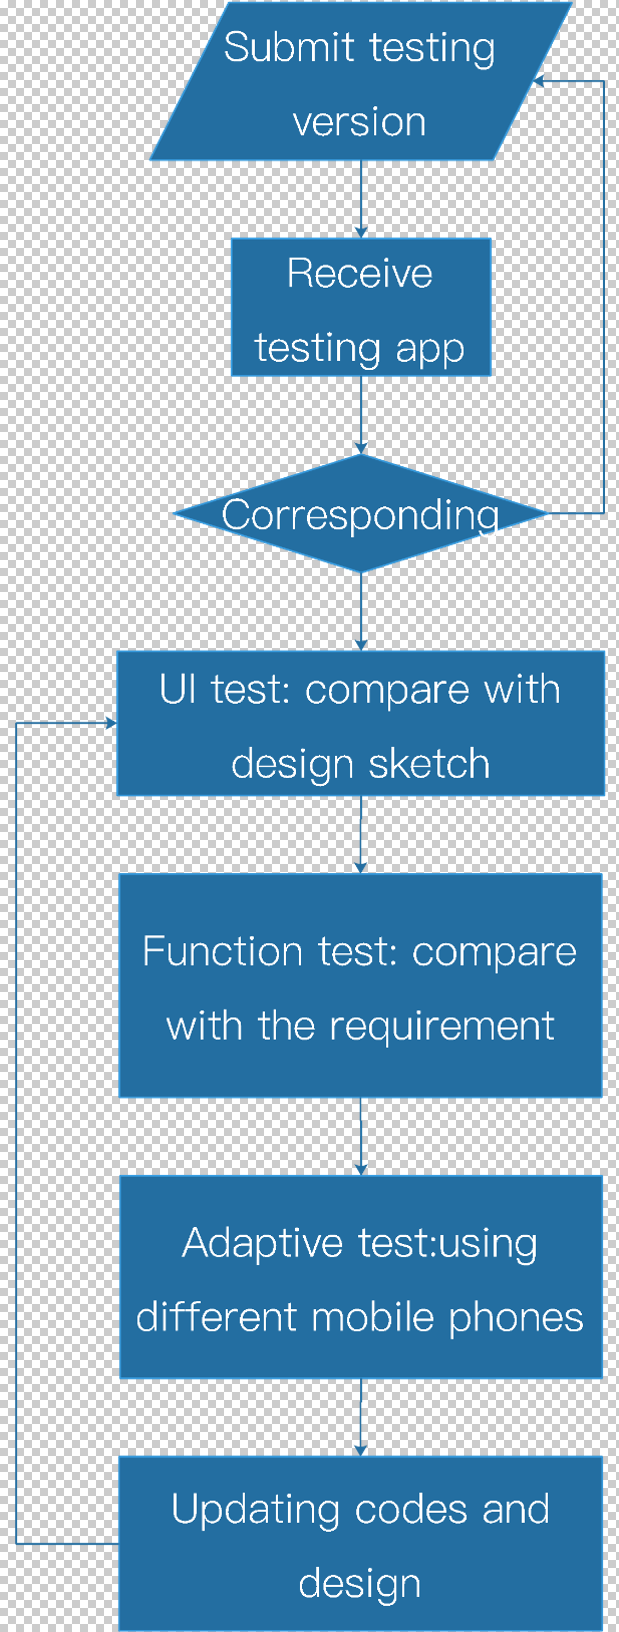 Submit testing
version
Receive
testing app
Corresponding
UI test: compare with
design sketch
Function test: compare
with the requirement
Adaptive test:using
different mobile phones
Updating codes and
design